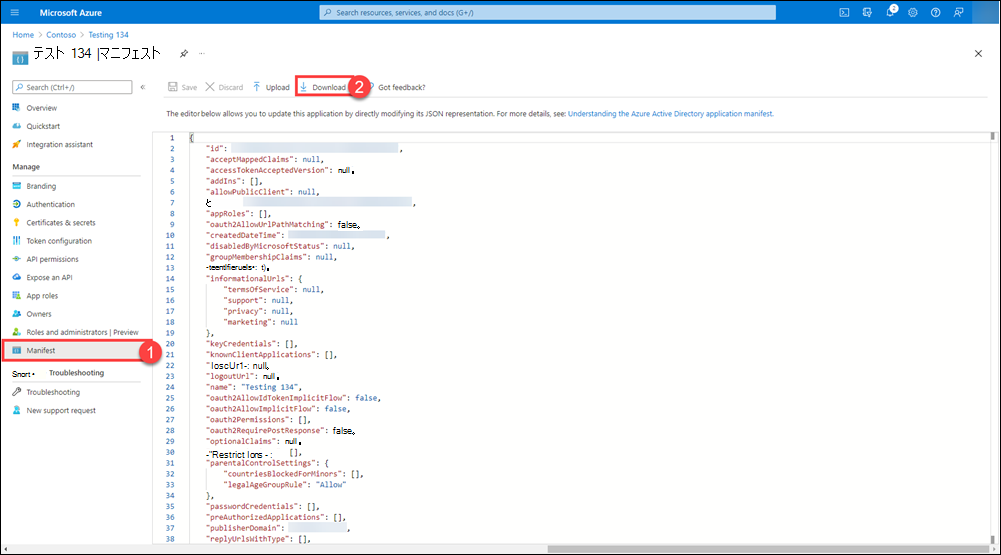 Microsoft Azure
Search resources, services, and docs (G+/)
2
Home > Contoso > Testing 134
テスト 134 |マニフェスト
Search (Ctrl+/)
Save
Discard
Upload
Download
2
Got feedback?
The editor below allows you to update this application by directly modifying its JSON representation. For more details, see: Understanding the Azure Active Directory application manifest.
Overview
Quickstart
Integration assistant
Manage
Branding
Authentication
Certificates & secrets
Token configuration
API permissions
Expose an API
App roles
Owners
Roles and administrators | Preview
Manifest
1
Snort •
Troubleshooting
Troubleshooting
New support request
1 {
2 "id": ,
3 "acceptMappedClaims": null,
4 "accessTokenAcceptedVersion": null。
5 "addIns": [],
6 "allowPublicClient": null,
7 と ,
8 "appRoles": [],
9 "oauth2AllowUrlPathMatching": false。
10 "createdDateTime": ,
11 "disabledByMicrosoftStatus": null,
12 "groupMembershipClaims": null,
13
14 "informationalUrls": {
15 "termsOfService": null,
16 "support": null,
17 "privacy": null,
18 "marketing": null
19 },
20 "keyCredentials": [],
21 "knownClientApplications": [],
22 "loscUr1-: null。
23 "logoutUrl": null。
24 "name": "Testing 134",
25 "oauth2AllowIdTokenImplicitFlow": false,
26 "oauth2AllowImplicitFlow": false,
27 "oauth2Permissions": [],
28 "oauth2RequirePostResponse": false。
29 "optionalClaims": null。
30 -"Restrict Ions - : [],
31 "parentalControlSettings": {
32 "countriesBlockedForMinors": [],
33 "legalAgeGroupRule": "Allow"
34 },
35 "passwordCredentials": [],
36 "preAuthorizedApplications": [],
37 "publisherDomain": ,
38 "replyUrlsWithType": [],